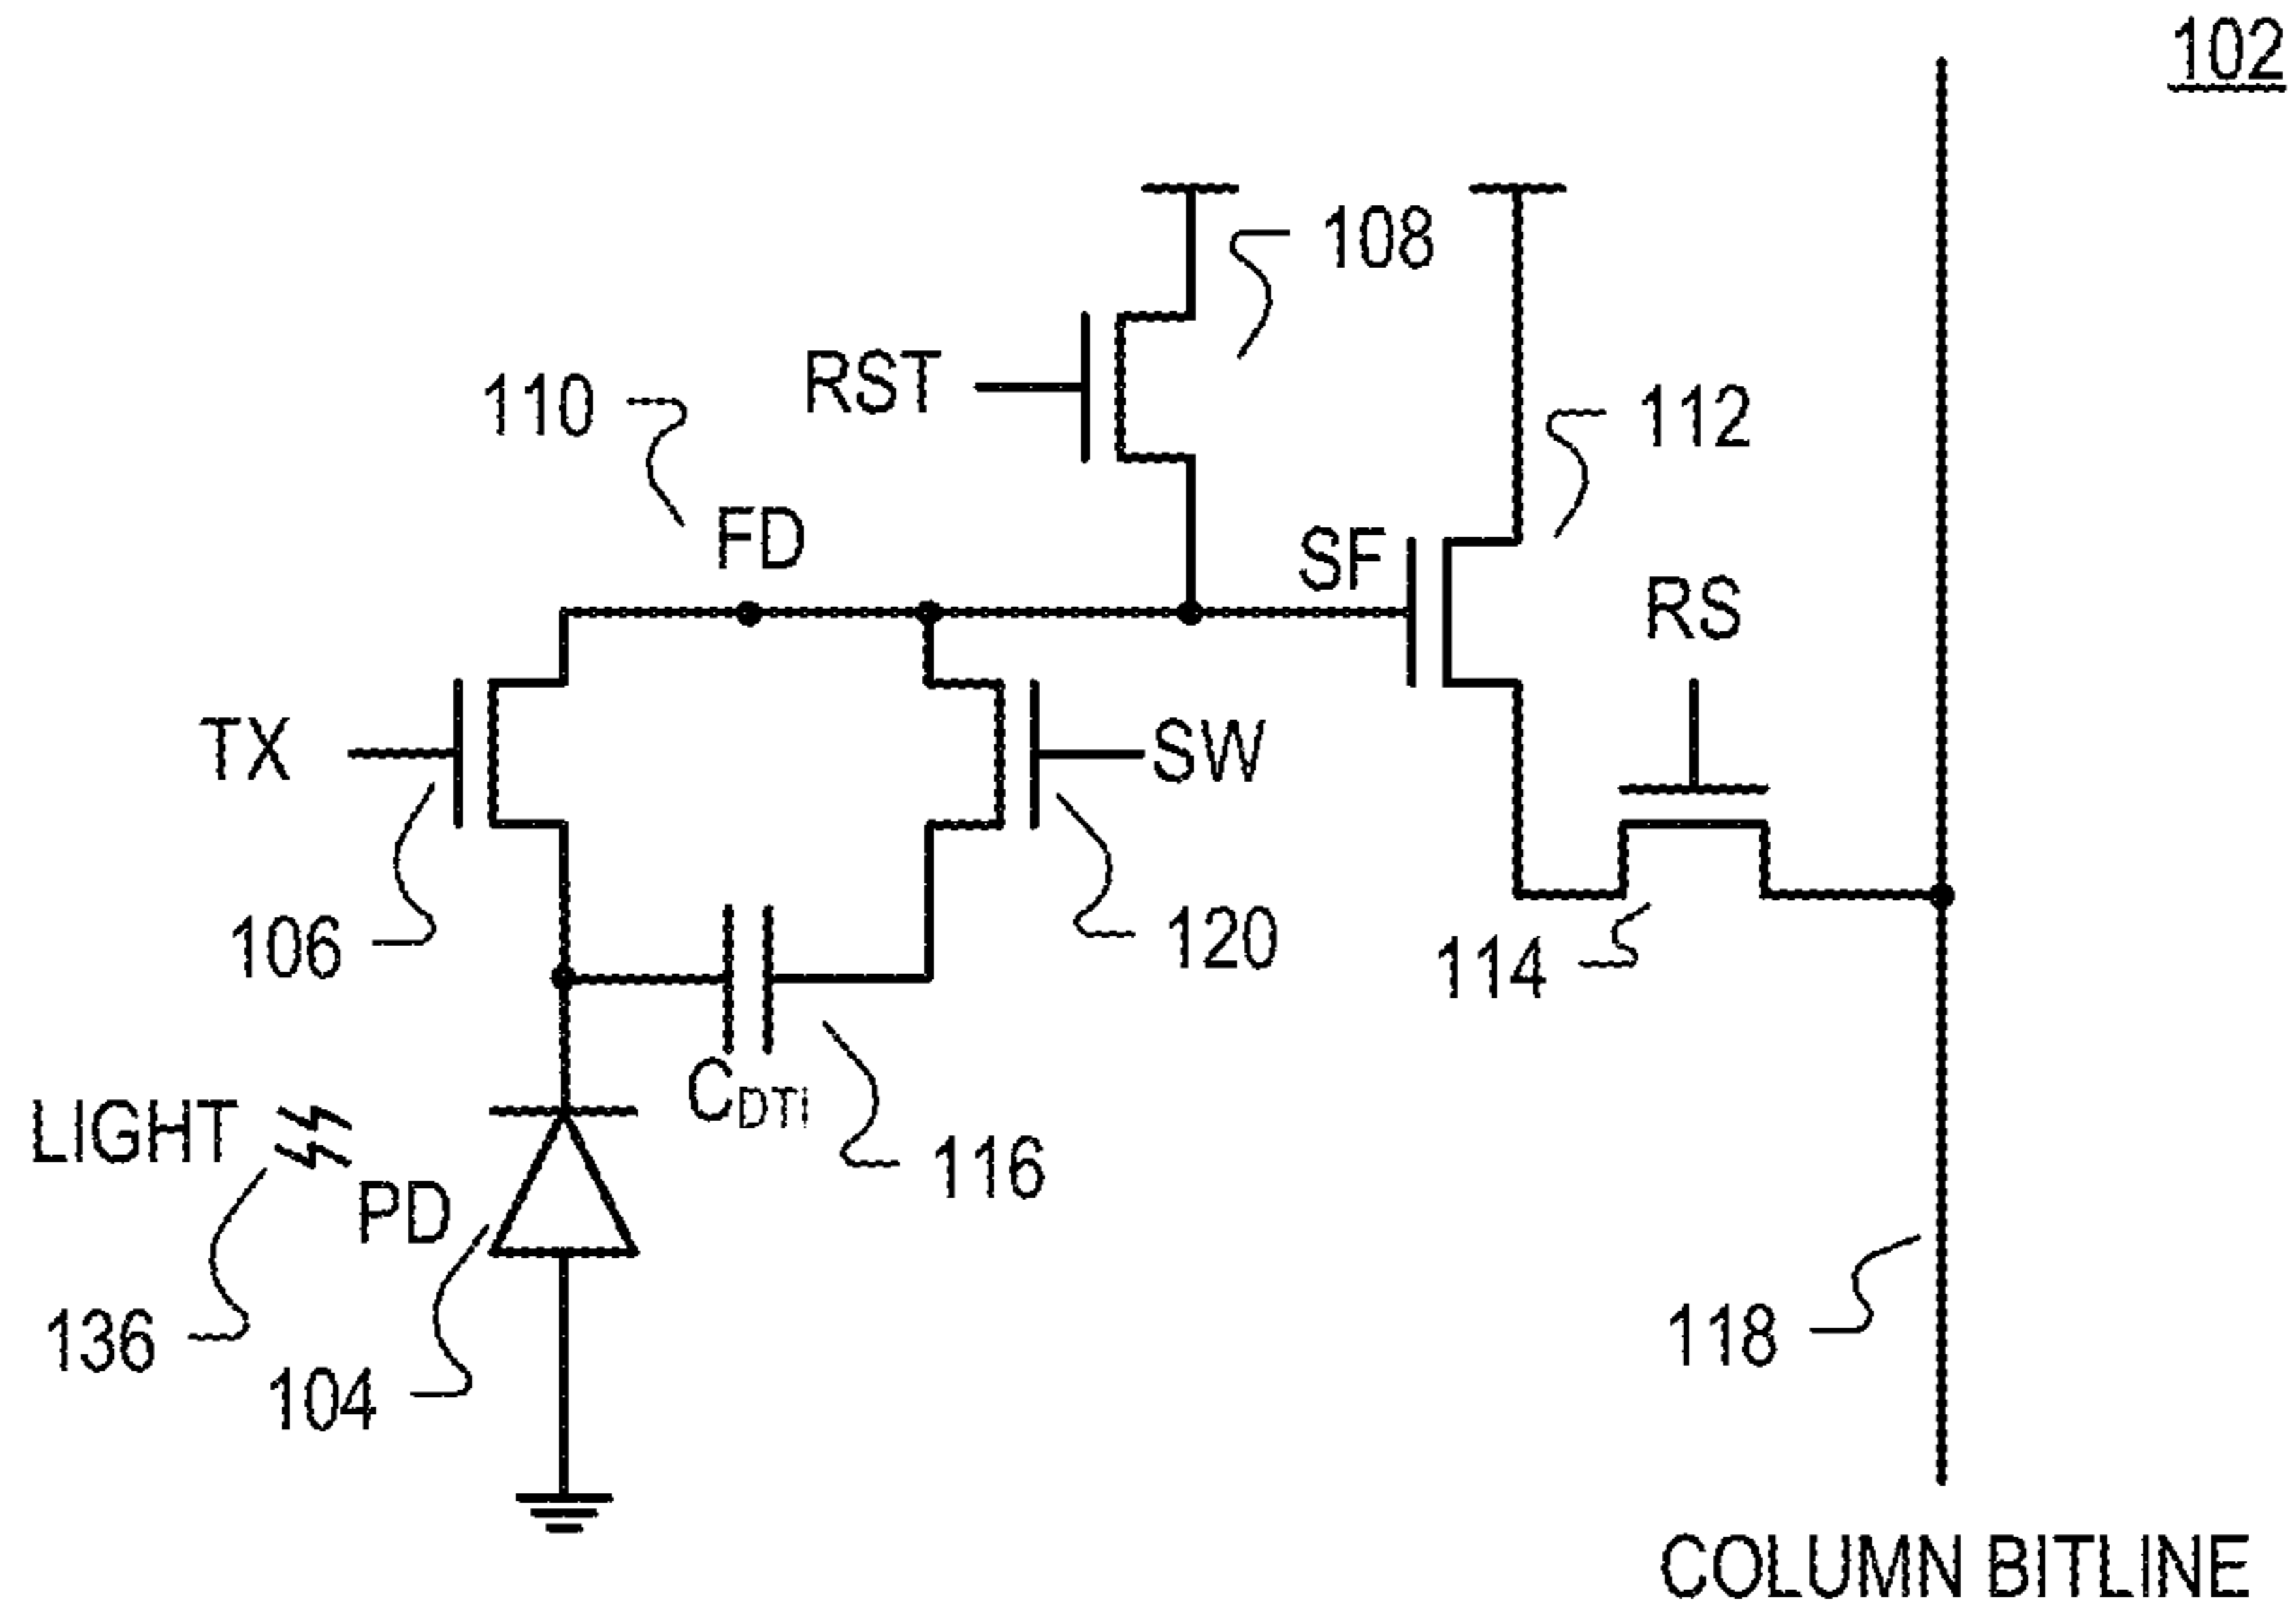 102
108
RST
110
112
FD
SF
RS
TX
SW
106
120
114
CDTi
LIGHT
116
PD
136
118
104
COLUMN BITLINE